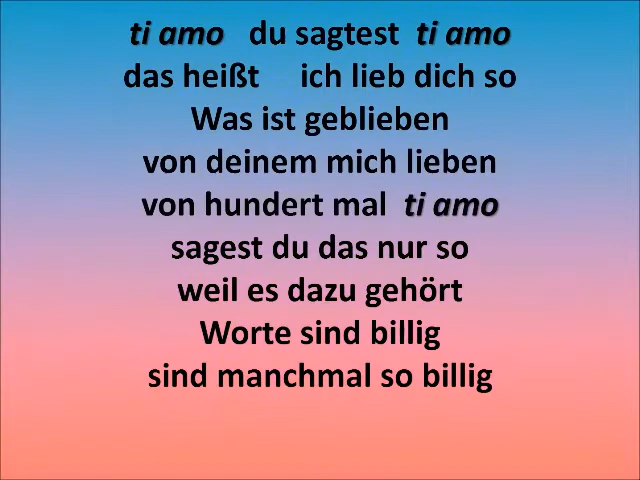 ti amo du sagtest ti amo
das heißt ich lieb dich so
Was ist geblieben
von deinem mich lieben
von hundert mal ti amo
sagest du das nur so
weil es dazu gehört
Worte sind billig
sind manchmal so billig